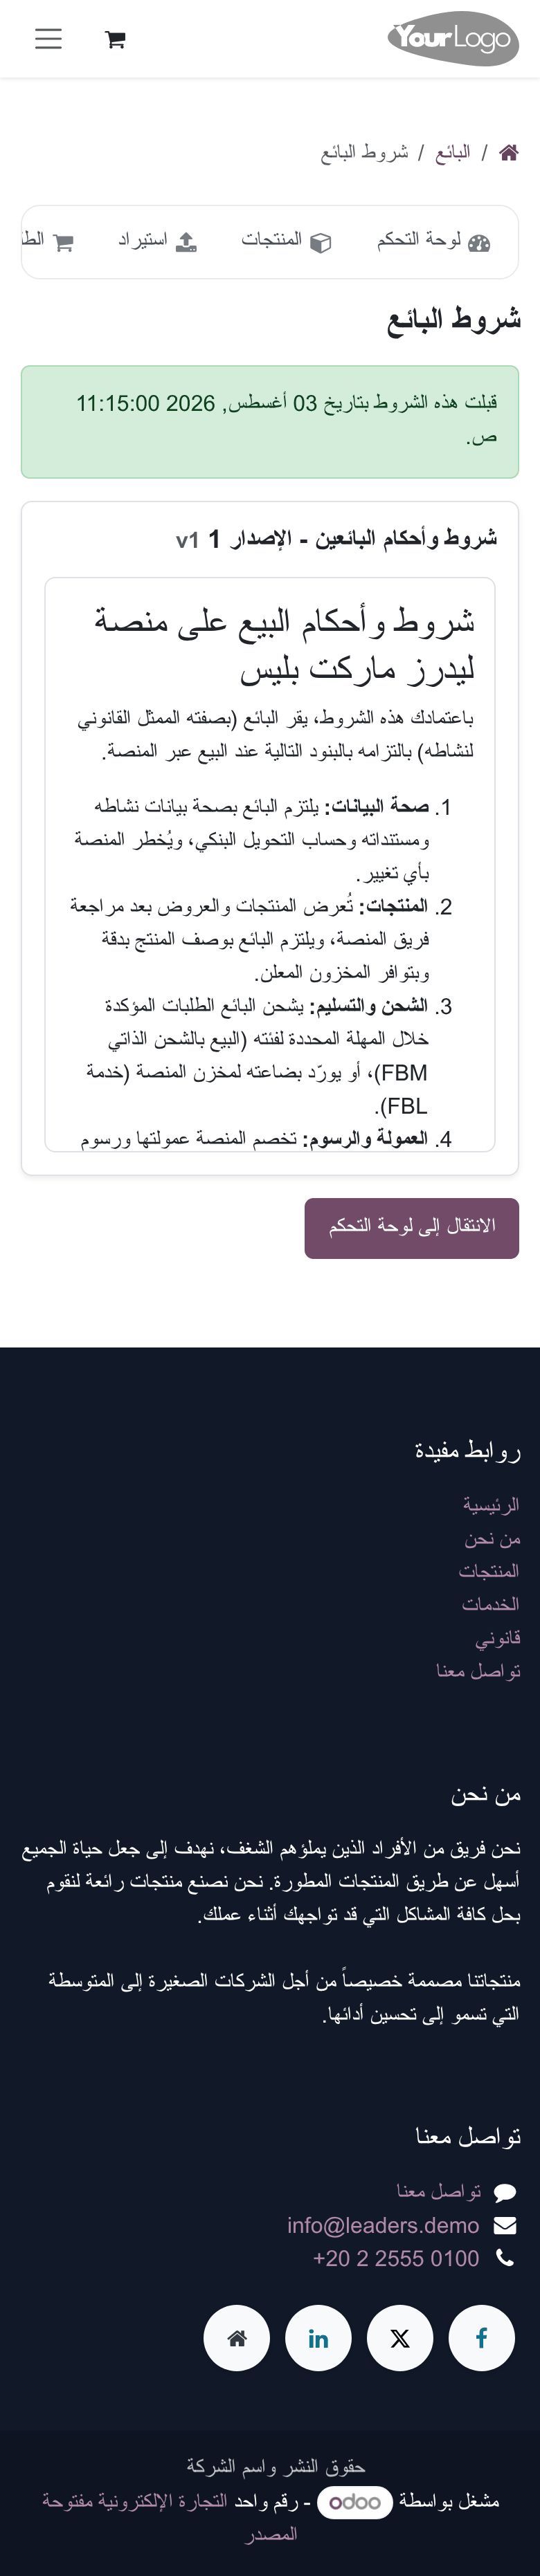 YourLogo
البائع / شروط البائع
لوحة التحكم المنتجات استيراد
شروط البائع
قبلت هذه الشروط بتاريخ 03 أغسطس, 2026 11:15:00
ص.
شروط وأحكام البائعين - الإصدار 1 v1
شروط وأحكام البيع على منصة
ليدرز ماركت بليس
باعتمادك هذه الشروط، يقر البائع (بصفته الممثل القانوني
لنشاطه) بالتزامه بالبنود التالية عند البيع عبر المنصة.
1. صحة البيانات: يلتزم البائع بصحة بيانات نشاطه
ومستنداته وحساب التحويل البنكي، ويُخطر المنصة
بأي تغيير.
2. المنتجات: تُعرض المنتجات والعروض بعد مراجعة
فريق المنصة، ويلتزم البائع بوصف المنتج بدقة
وبتوافر المخزون المعلن.
3. الشحن والتسليم: يشحن البائع الطلبات المؤكدة
خلال المهلة المحددة لفئته (البيع بالشحن الذاتي
FBM)، أو يورّد بضاعته لمخزن المنصة (خدمة
FBL).
4. العمولة والرسوم: تخصم المنصة عمولتها ورسوم
الانتقال إلى لوحة التحكم
روابط مفيدة
الرئيسية
من نحن
المنتجات
الخدمات
قانوني
تواصل معنا
من نحن
نحن فريق من الأفراد الذين يملؤهم الشغف، نهدف إلى جعل حياة الجميع
أسهل عن طريق المنتجات المطورة. نحن نصنع منتجات رائعة لنقوم
بحل كافة المشاكل التي قد تواجهك أثناء عملك.
منتجاتنا مصممة خصيصاً من أجل الشركات الصغيرة إلى المتوسطة
التي تسمو إلى تحسين أدائها.
تواصل معنا
تواصل معنا
info@leaders.demo
+20 2 2555 0100
حقوق النشر واسم الشركة
مشغل بواسطة odoo - رقم واحد التجارة الإلكترونية مفتوحة
المصدر